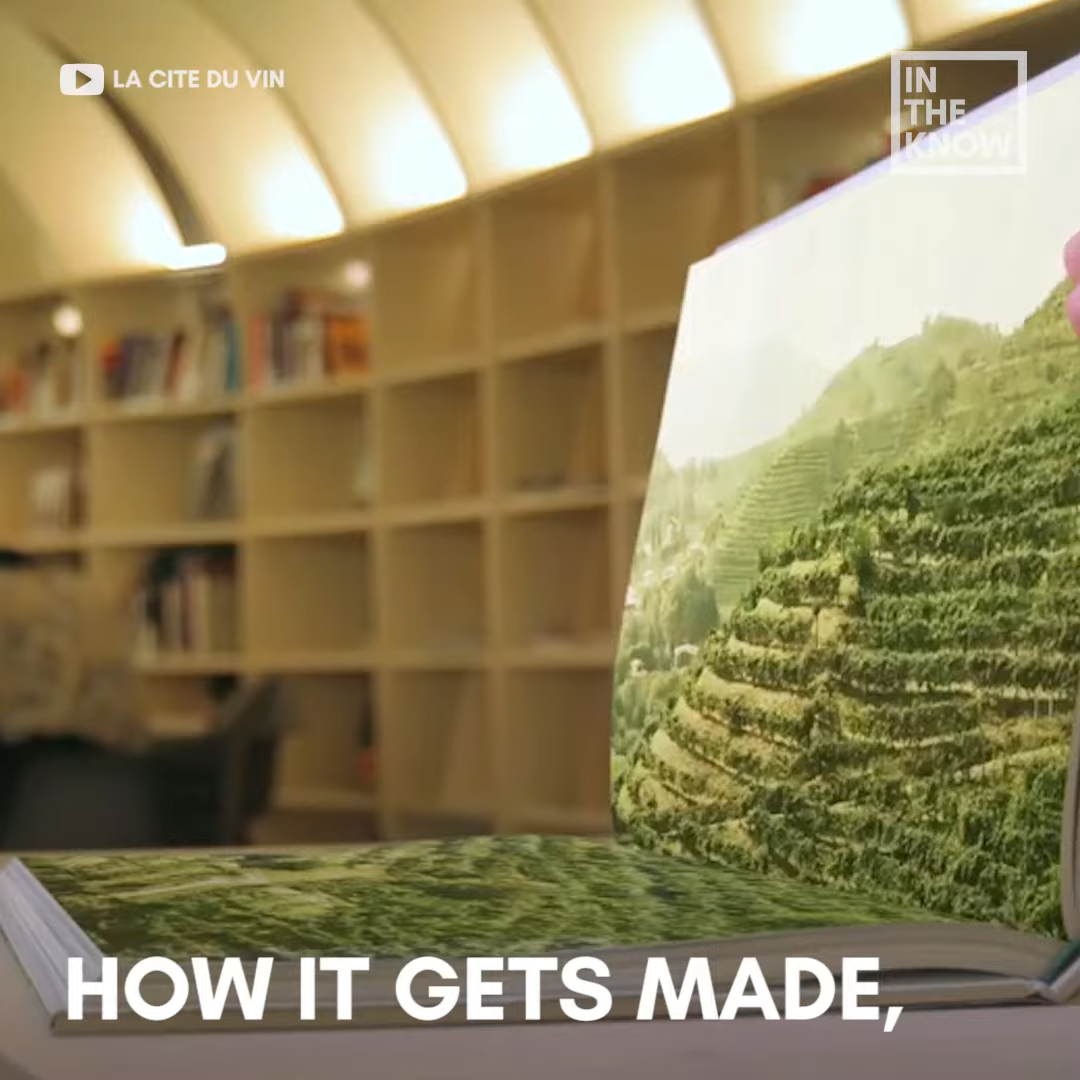 LA CITE DU VIN
IN
THE
KNOW
HOW IT GETS MADE,